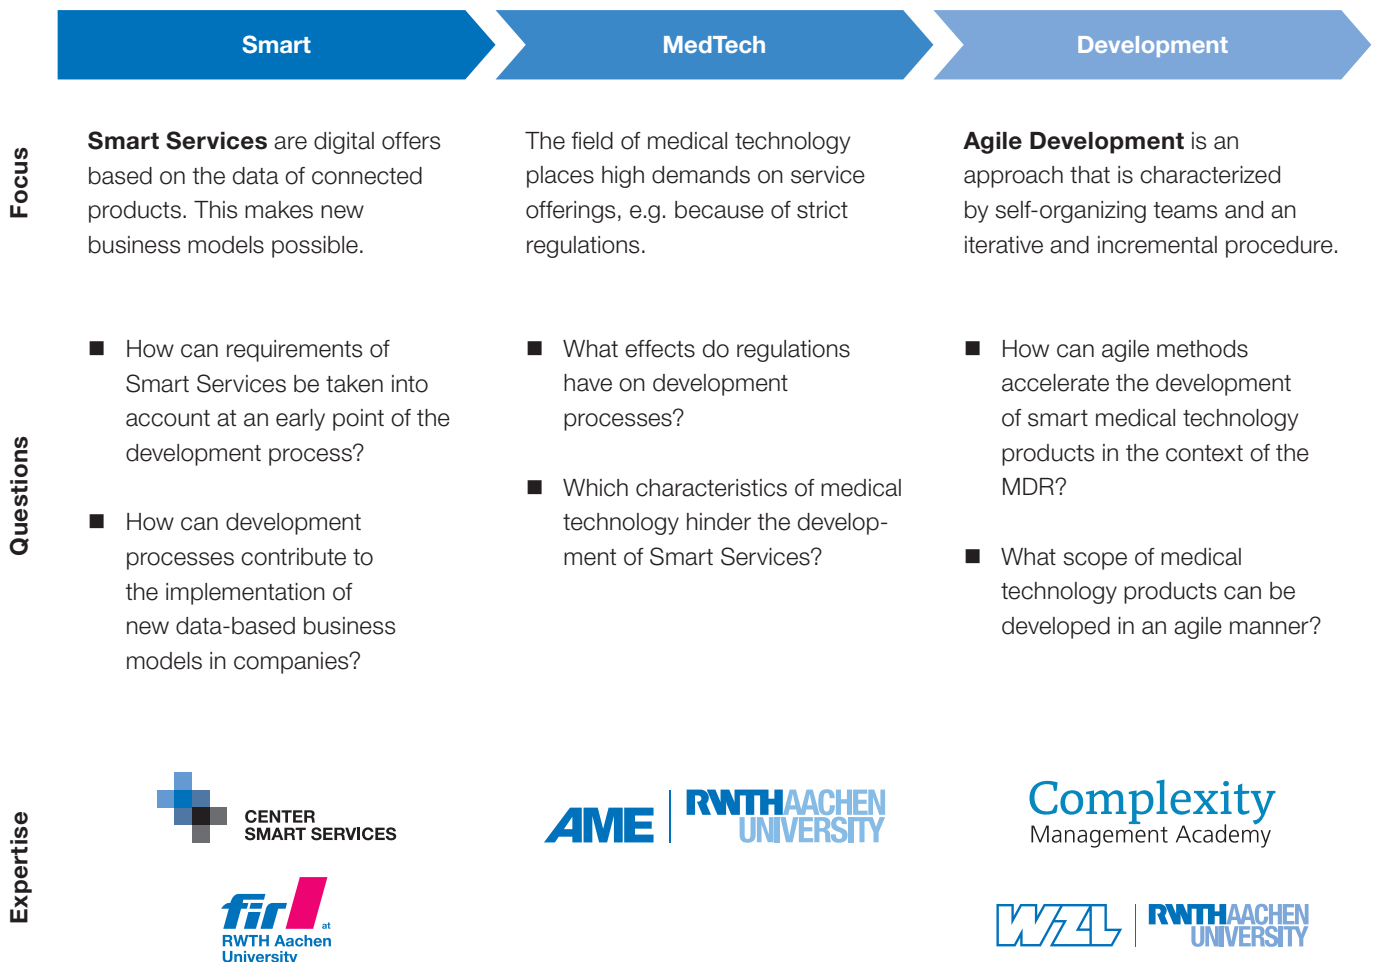 Smart
MedTech
Development
Focus
Smart Services are digital offers
based on the data of connected
products. This makes new
business models possible.
The field of medical technology
places high demands on service
offerings, e.g. because of strict
regulations.
Agile Development is an
approach that is characterized
by self-organizing teams and an
iterative and incremental procedure.
Questions
■ How can requirements of
Smart Services be taken into
account at an early point of the
development process?
■ How can development
processes contribute to
the implementation of
new data-based business
models in companies?
■ What effects do regulations
have on development
processes?
■ Which characteristics of medical
technology hinder the develop-
ment of Smart Services?
■ How can agile methods
accelerate the development
of smart medical technology
products in the context of the
MDR?
■ What scope of medical
technology products can be
developed in an agile manner?
Expertise
CENTER
SMART SERVICES
fir at
RWTH Aachen
University
AME
RWTH AACHEN
UNIVERSITY
Complexity
Management Academy
WZL
RWTH AACHEN
UNIVERSITY